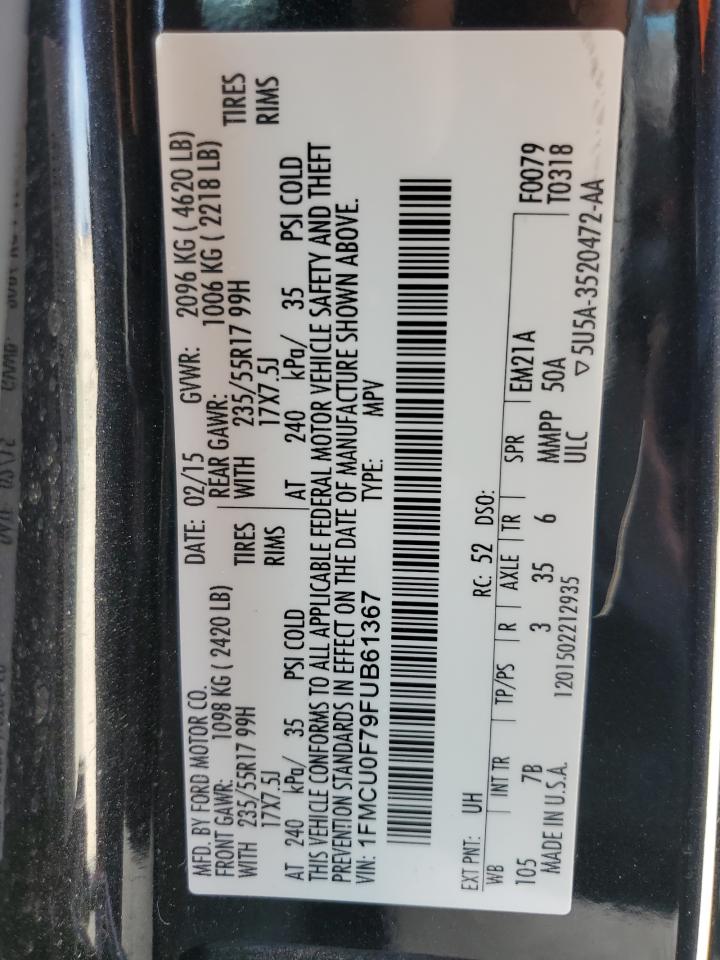 MFD. BY FORD MOTOR CO.
DATE: 02/15 GVWR: 2096 KG ( 4620 LB)
FRONT GAWR: 1098 KG ( 2420 LB)
REAR GAWR: 1006 KG ( 2218 LB)
WITH 235/55R17 99H TIRES
WITH 235/55R17 99H TIRES
17X7.5J RIMS
17X7.5J RIMS
AT 240 kPa/ 35 PSI COLD
AT 240 kPa/ 35 PSI COLD
THIS VEHICLE CONFORMS TO ALL APPLICABLE FEDERAL MOTOR VEHICLE SAFETY AND THEFT
PREVENTION STANDARDS IN EFFECT ON THE DATE OF MANUFACTURE SHOWN ABOVE.
VIN: 1FMCU0F79FUB61367 TYPE: MPV
F0079
T0318
EXT PNT: UH RC: 52 DSO:
WB INT TR TP/PS R AXLE TR SPR EM21A
105 7B 3 35 6 MMPP 50A
ULC
MADE IN U.S.A. 1201502212935 ▽5U5A-3520472-AA